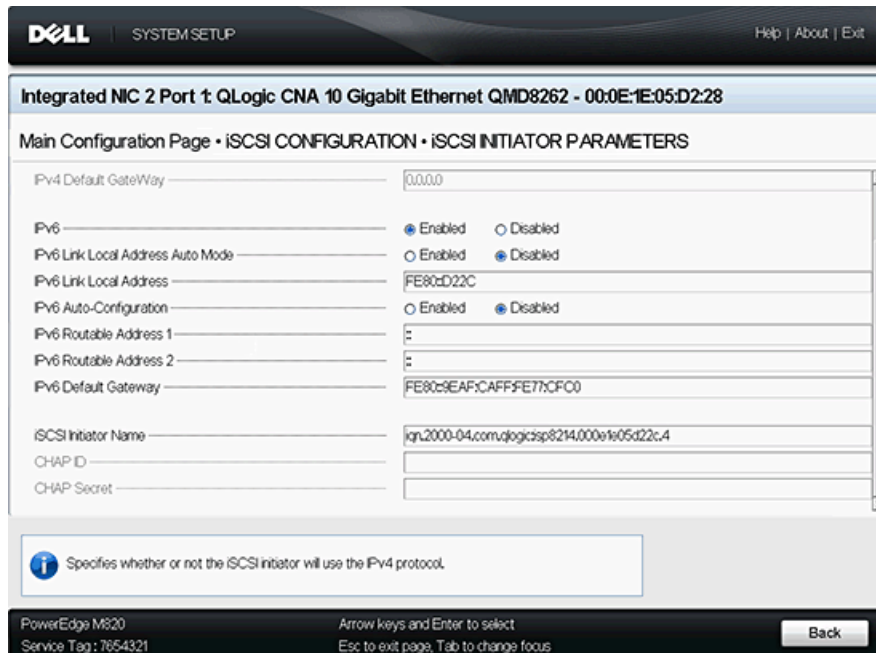 DELL SYSTEM SETUP Help | About | Exit
Integrated NIC 2 Port 1: QLogic CNA 10 Gigabit Ethernet QMD8262 - 00:0E:1E:05:D2:28
Main Configuration Page • iSCSI CONFIGURATION • iSCSI INITIATOR PARAMETERS
IPv4 Default GateWay 0.0.0.0
IPv6 Enabled Disabled
IPv6 Link Local Address Auto Mode Enabled Disabled
IPv6 Link Local Address FE80::D22C
IPv6 Auto-Configuration Enabled Disabled
IPv6 Routable Address 1 ::
IPv6 Routable Address 2 ::
IPv6 Default Gateway FE80::9EAF:CAFF:FE77:CFC0
iSCSI Initiator Name iqn.2000-04.com.qlogic:isp8214.000e1e05d22c.4
CHAP ID
CHAP Secret
Specifies whether or not the iSCSI initiator will use the IPv4 protocol.
PowerEdge M820 Arrow keys and Enter to select
Service Tag : 7654321 Esc to exit page, Tab to change focus
Back